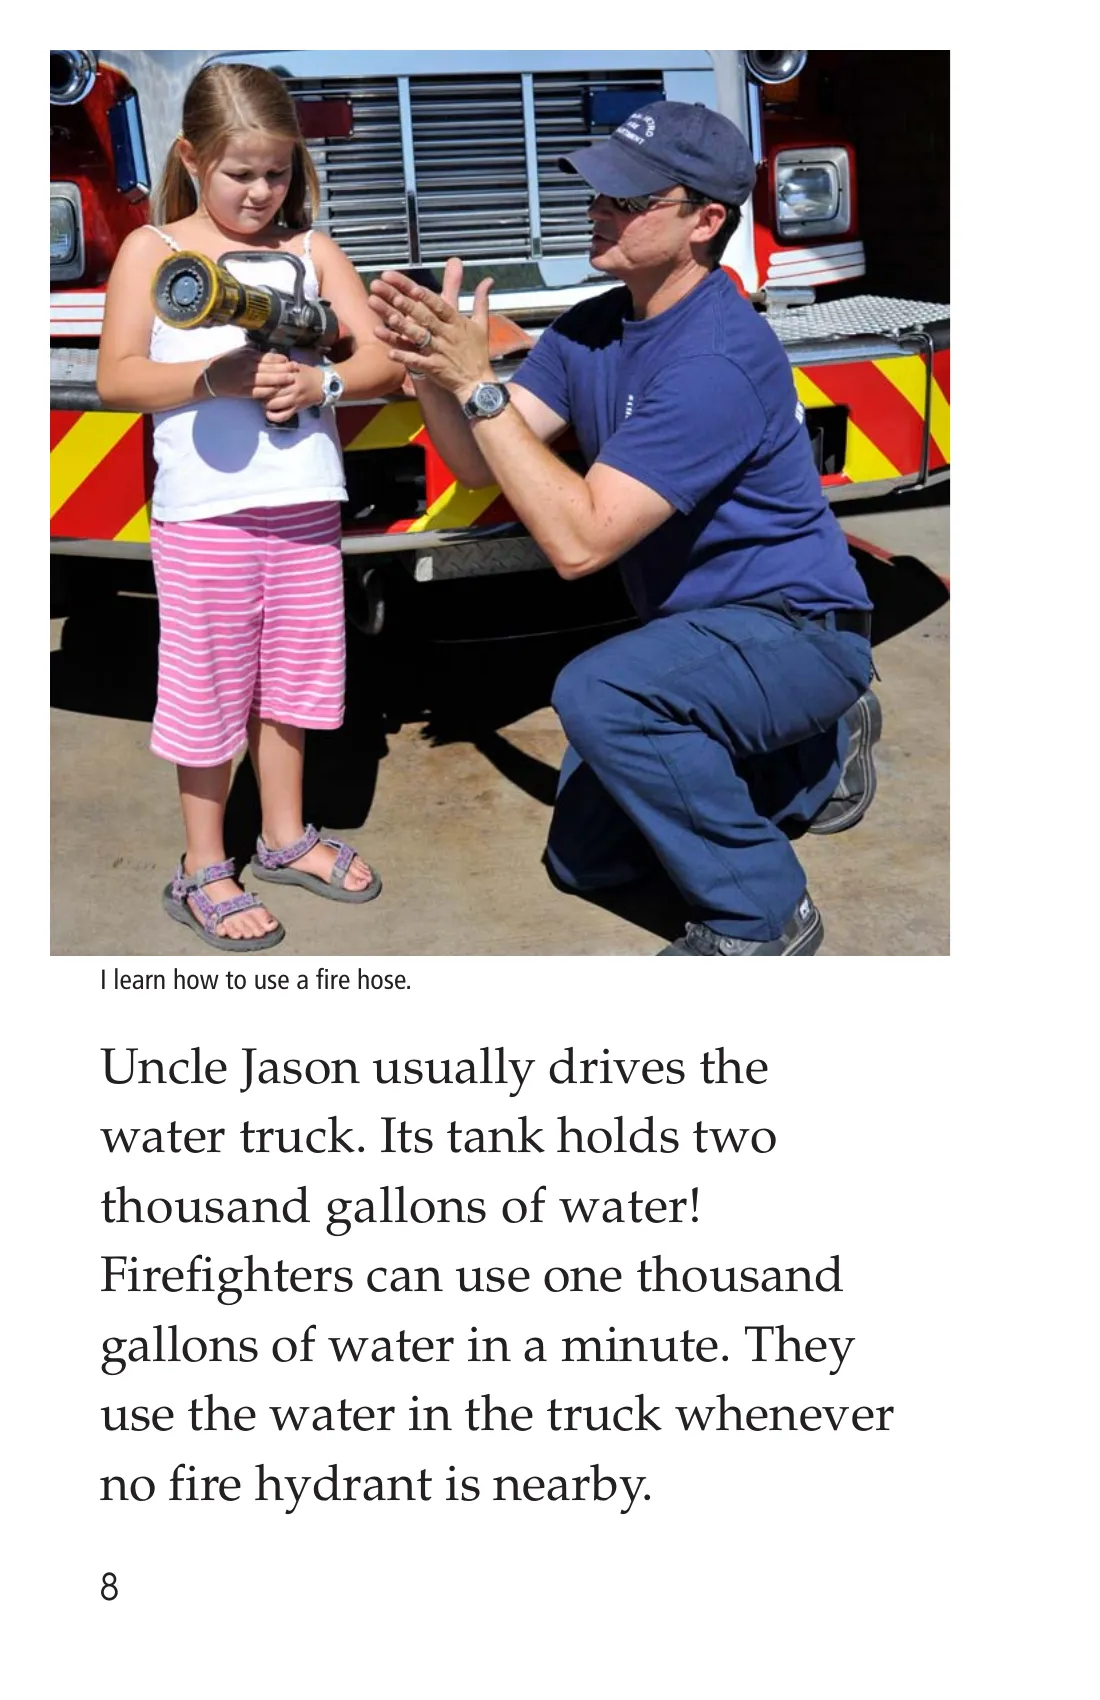 I learn how to use a fire hose.
Uncle Jason usually drives the
water truck. Its tank holds two
thousand gallons of water!
Firefighters can use one thousand
gallons of water in a minute. They
use the water in the truck whenever
no fire hydrant is nearby.
8